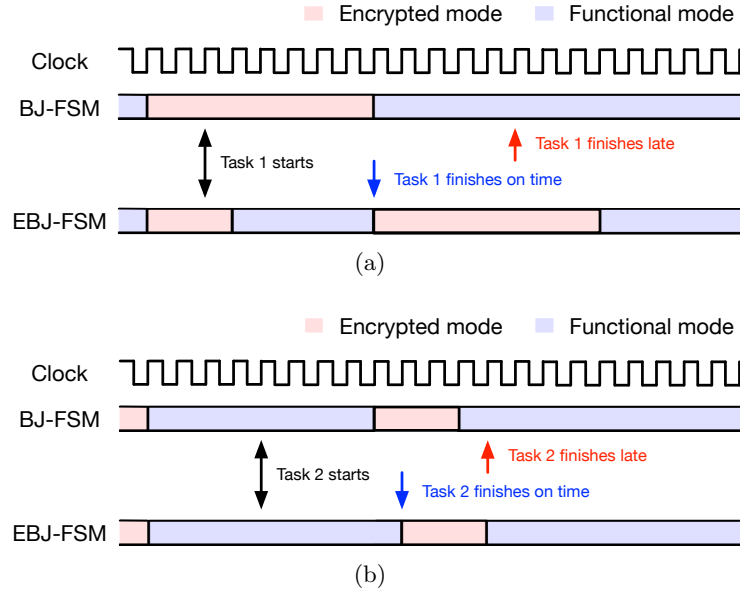 Encrypted mode Functional mode
Clock
BJ-FSM
Task 1 finishes late
Task 1 starts
Task 1 finishes on time
EBJ-FSM
(a)
Encrypted mode Functional mode
Clock
BJ-FSM
Task 2 finishes late
Task 2 starts
Task 2 finishes on time
EBJ-FSM
(b)